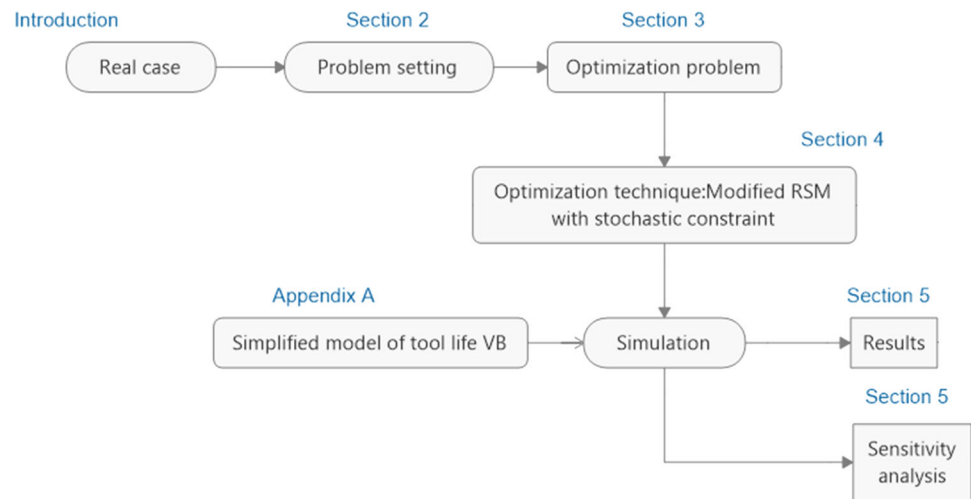 Introduction
Section 2
Section 3
Real case
Problem setting
Optimization problem
Section 4
Optimization technique:Modified RSM
with stochastic constraint
Appendix A
Section 5
Simplified model of tool life VB
Simulation
Results
Section 5
Sensitivity
analysis